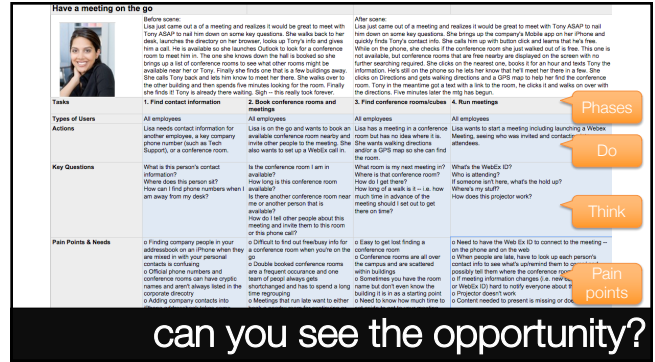 Have a meeting on the go
Before scene:
Lisa just came out of a meeting and realizes it would be great to meet with
Tony ASAP to nail him down on some key questions. She walks back to her
desk, launches the directory on her browser, looks up Tony's info and gives
him a call. He is available so she launches Outlook to look for a conference
room to meet him in. The one she knows down the hall is booked so she
brings up a list of conference rooms to see what other rooms might be
available near her or Tony. Finally she finds one that is a few buildings away.
She calls Tony back and lets him know to meet her there. She walks over to
the other building and then spends five minutes looking for the room. Finally
she finds it! Tony is already there waiting. Sigh -- this really took forever.
After scene:
Lisa just came out of a meeting and realizes it would be great to meet with Tony ASAP to nail
him down on some key questions. She brings up the company's Mobile app on her iPhone and
quickly finds Tony's contact info. She calls him up with button click and learns that he's free.
While on the phone, she checks if the conference room she just walked out of is free. This one is
not available, but conference rooms that are free nearby are displayed on the screen with no
further searching required. She clicks on the nearest one, books it for an hour and texts Tony the
information. He's still on the phone so he lets her know that he'll meet her there in a few. She
clicks on Directions and gets walking directions and a GPS map to help her find the conference
room. Tony in the meantime got a text with a link to the room, he clicks it and walks on over with
the directions. Five minutes later the mtg has begun.
Tasks
1. Find contact information
2. Book conference rooms and
meetings
3. Find conference rooms/cubes
4. Run meetings
Phases
Types of Users
All employees
All employees
All employees
All employees
Actions
Lisa needs contact information for
another employee, a key company
phone number (such as Tech
Support), or a conference room.
Lisa is on the go and wants to book an
available conference room nearby and
invite other people to the meeting. She
also wants to set up a WebEx call in.
Lisa has a meeting in a conference
room but has no idea where it is.
She wants walking directions
and/or a GPS map so she can find
the room.
Lisa wants to start a meeting including launching a Webex
Meeting, seeing who was invited and
attendees.
Do
Key Questions
What is this person's contact
information?
Where does this person sit?
How can I find phone numbers when I
am away from my desk?
Is the conference room I am in
available?
How long is this conference room
available?
Is there another conference room near
me or another person that is
available?
How do I tell other people about this
meeting and invite them to this room
or this phone call?
What room is my next meeting in?
Where is that conference room?
How do I get there?
How long of a walk is it -- i.e. how
much time in advance of the
meeting should I set out to get
there on time?
What's the WebEx ID?
Who is attending?
If someone isn't here, what's the hold up?
Where's my stuff?
How does this projector work?
Think
Pain Points & Needs
o Finding company people in your
addressbook on an iPhone when they
are mixed in with your personal
contacts is confusing
o Official phone numbers and
conference rooms can have cryptic
names and aren't always listed in the
corporate direcotry
o Adding company contacts into
o Difficult to find out free/busy info for
a conference room when you're on the
go
o Double booked conference rooms
are a frequent occurance and one
team of peopl always gets
shortchanged and has to spend a long
time regrouping
o Meetings that run late want to either
o Easy to get lost finding a
conference room
o Conference rooms are all over
the campus and are scattered
within buildings
o Sometimes you have the room
name but don't even know the
building it is in as a starting point
o Need to know how much time to
o Need to have the Web Ex ID to connect to the meeting --
on the phone and on the web
o When people are late, have to look up each person's
contact info to see what's up/remind them to
possibly tell them where the conference
o If meeting information changes (i.e. new
or WebEx ID) hard to notify everyone about
o Projector doesn't work
o Content needed to present is missing or
Pain
points
can you see the opportunity?